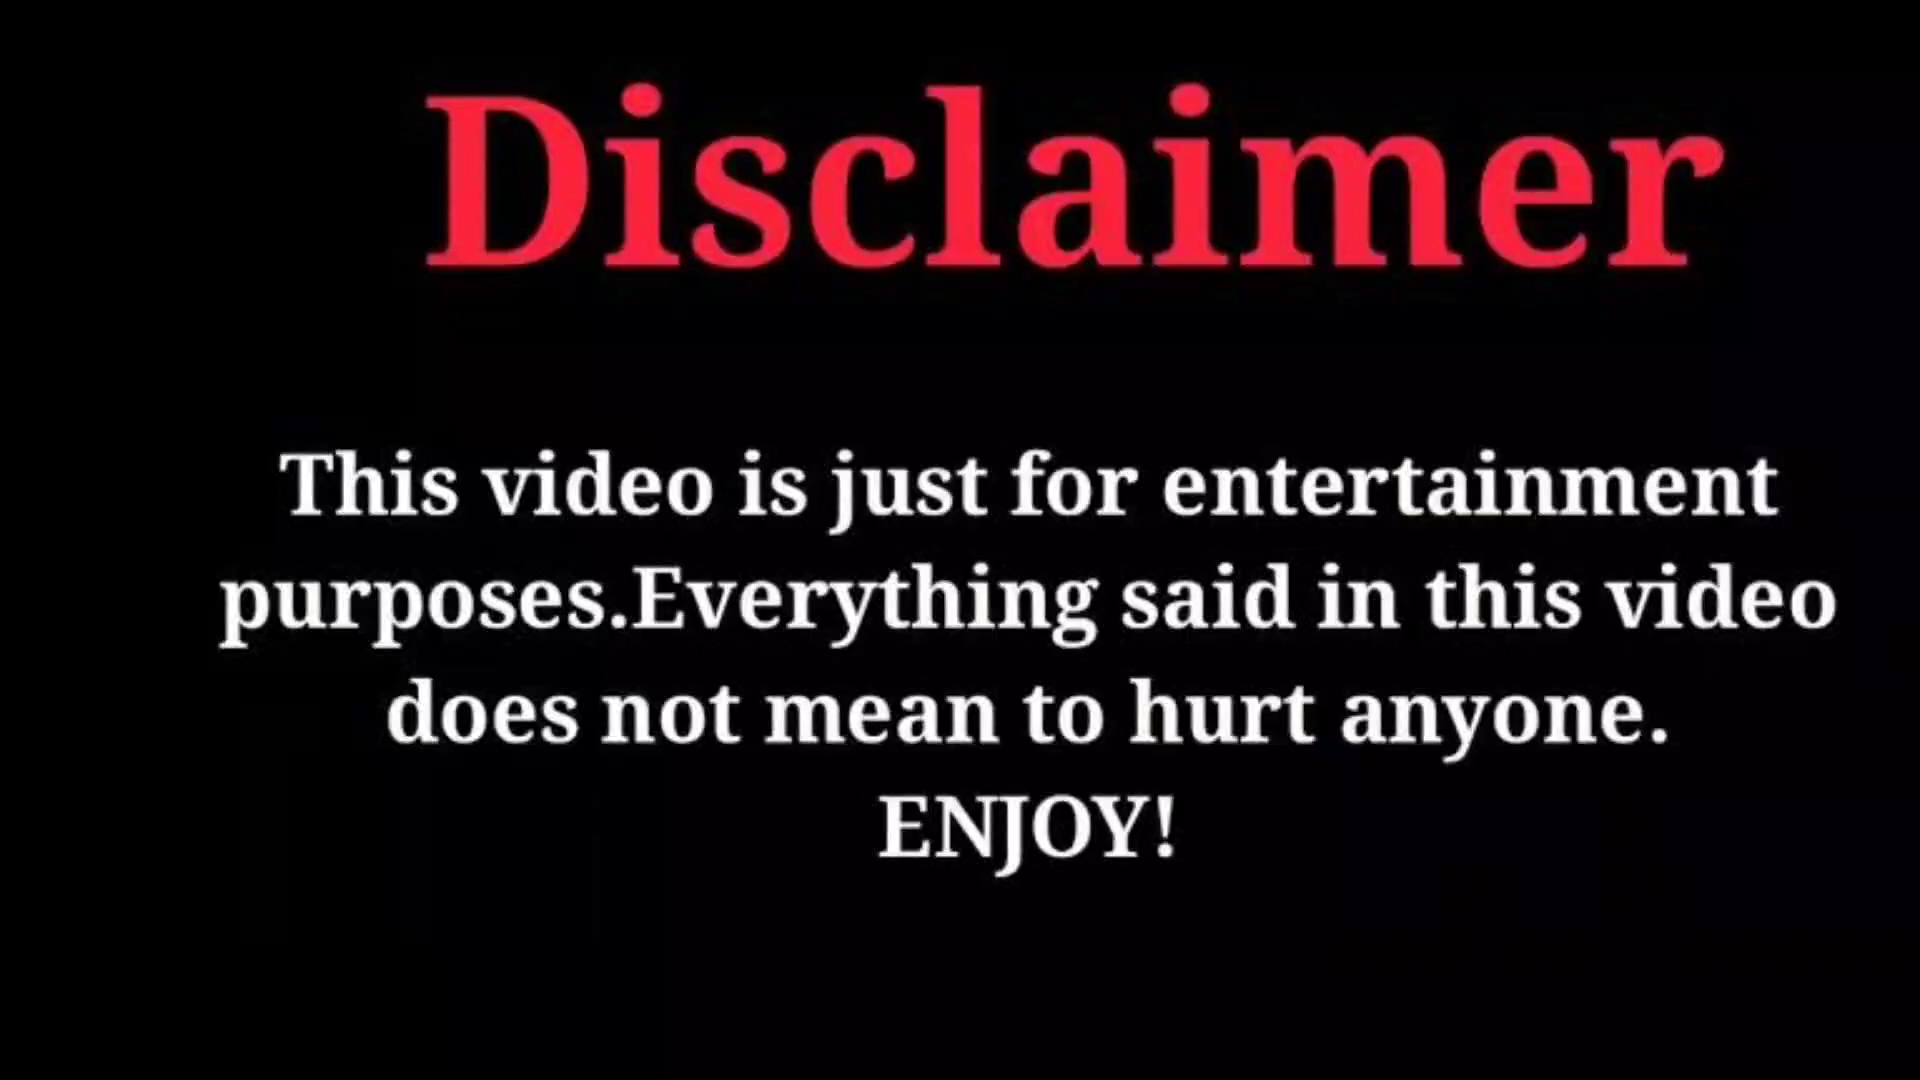 Disclaimer
This video is just for entertainment
purposes.Everything said in this video
does not mean to hurt anyone.
ENJOY!